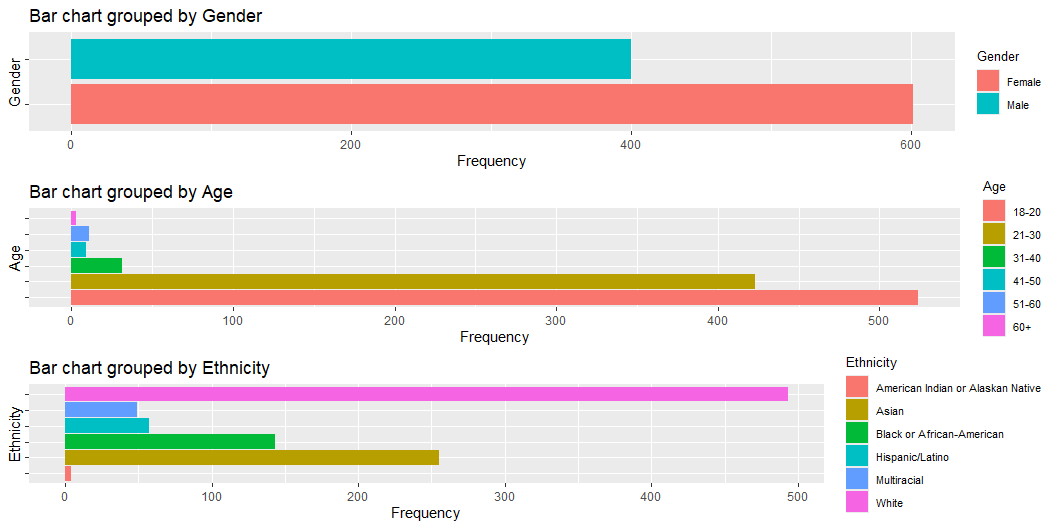 Bar chart grouped by Gender
Gender
0 200 400 600
Frequency
Gender
Female
Male
Bar chart grouped by Age
Age
0 100 200 300 400 500
Frequency
Age
18-20
21-30
31-40
41-50
51-60
60+
Bar chart grouped by Ethnicity
Ethnicity
0 100 200 300 400 500
Frequency
Ethnicity
American Indian or Alaskan Native
Asian
Black or African-American
Hispanic/Latino
Multiracial
White